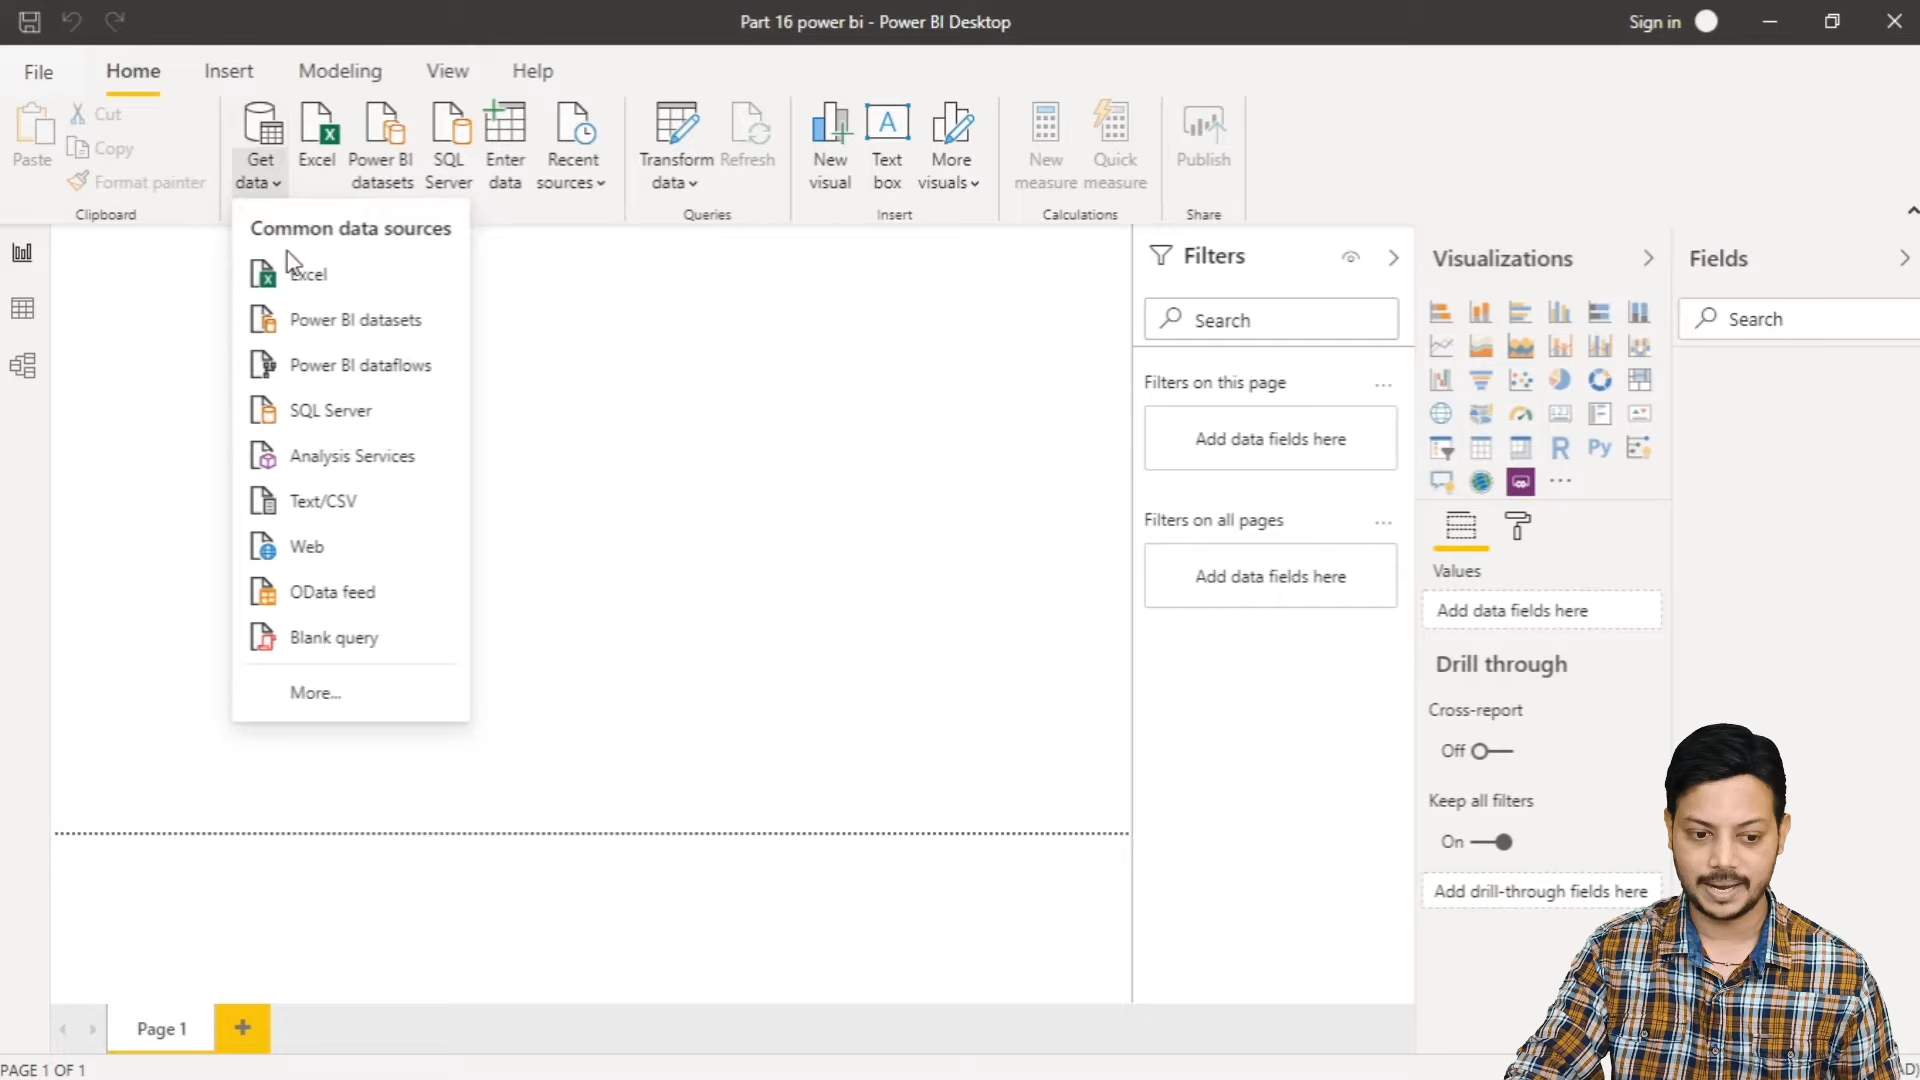 Part 16 power bi - Power BI Desktop
Sign in
File
Home
Insert
Modeling
View
Help
Paste
Cut
Copy
Format painter
Clipboard
Get data
Excel
Power BI datasets
SQL Server
Enter data
Recent sources
Transform data
Refresh
Queries
New visual
Text box
More visuals
Insert
New measure
Quick measure
Calculations
Publish
Share
Common data sources
Excel
Power BI datasets
Power BI dataflows
SQL Server
Analysis Services
Text/CSV
Web
OData feed
Blank query
More...
Filters
Search
Filters on this page
Add data fields here
Filters on all pages
Add data fields here
Visualizations
R
Py
Values
Add data fields here
Drill through
Cross-report
Off
Keep all filters
On
Add drill-through fields here
Fields
Search
Page 1
PAGE 1 OF 1